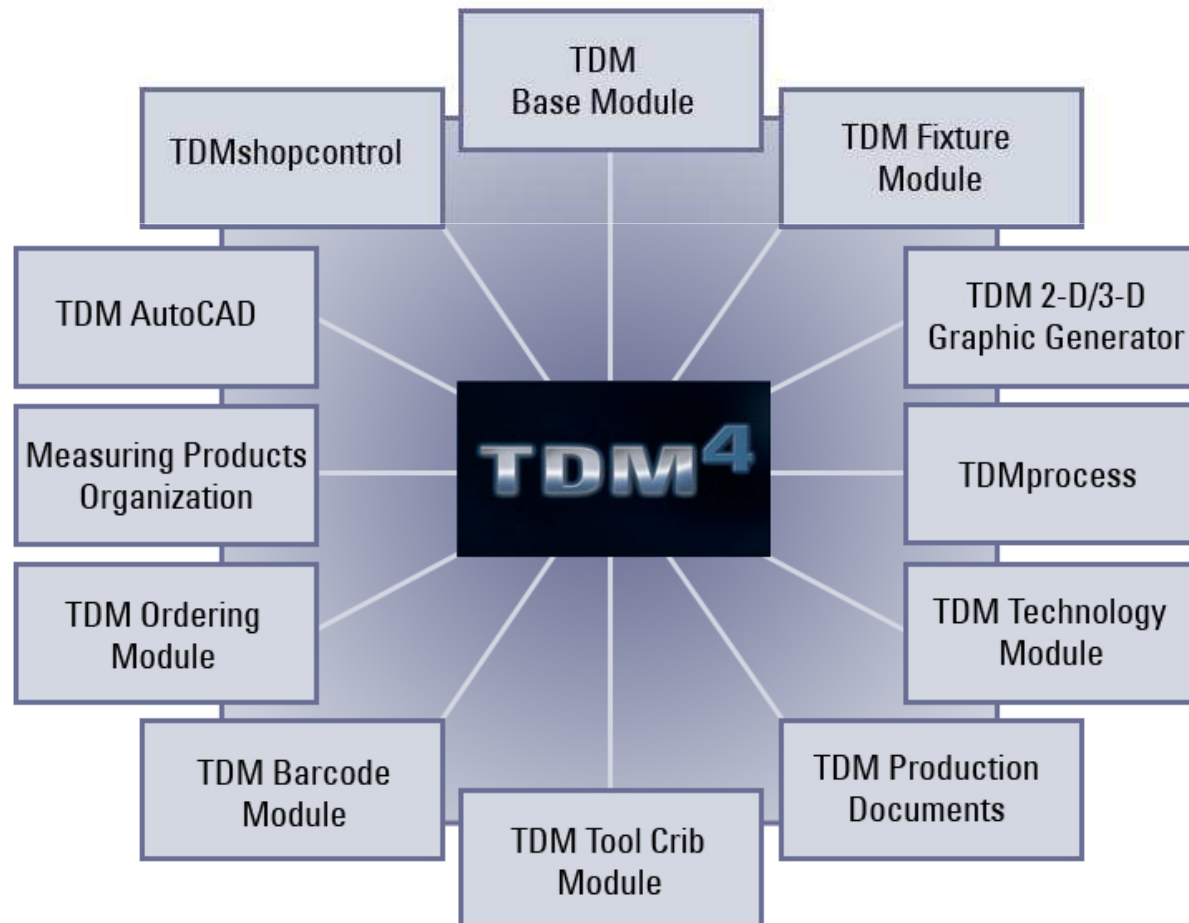 TDM
Base Module
TDMshopcontrol
TDM Fixture
Module
TDM AutoCAD
TDM 2-D/3-D
Graphic Generator
TDM4
Measuring Products
Organization
TDMprocess
TDM Ordering
Module
TDM Technology
Module
TDM Barcode
Module
TDM Production
Documents
TDM Tool Crib
Module